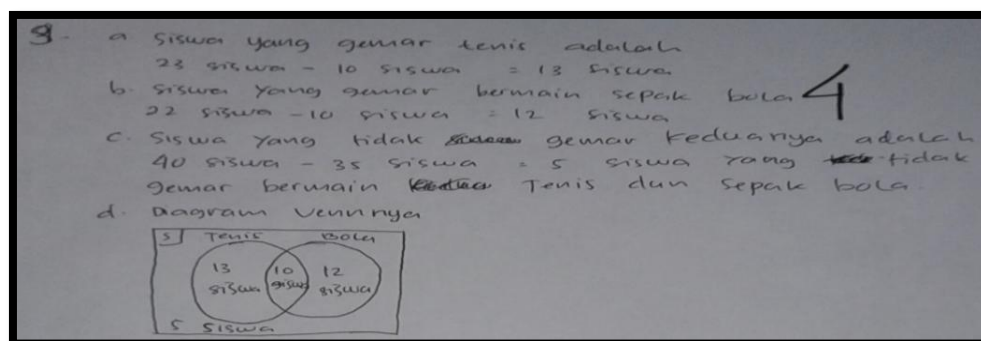 9. a. siswa yang gemar tenis adalah
23 siswa - 10 siswa = 13 siswa
b. siswa yang gemar bermain sepak bola 4
22 siswa - 10 siswa = 12 siswa
c. Siswa yang tidak gemar keduanya adalah
40 siswa - 35 siswa = 5 siswa yang tidak
gemar bermain Tenis dan sepak bola.
d. Diagram Vennnya
S Tenis Bola
13 10 12
siswa siswa siswa
5 siswa